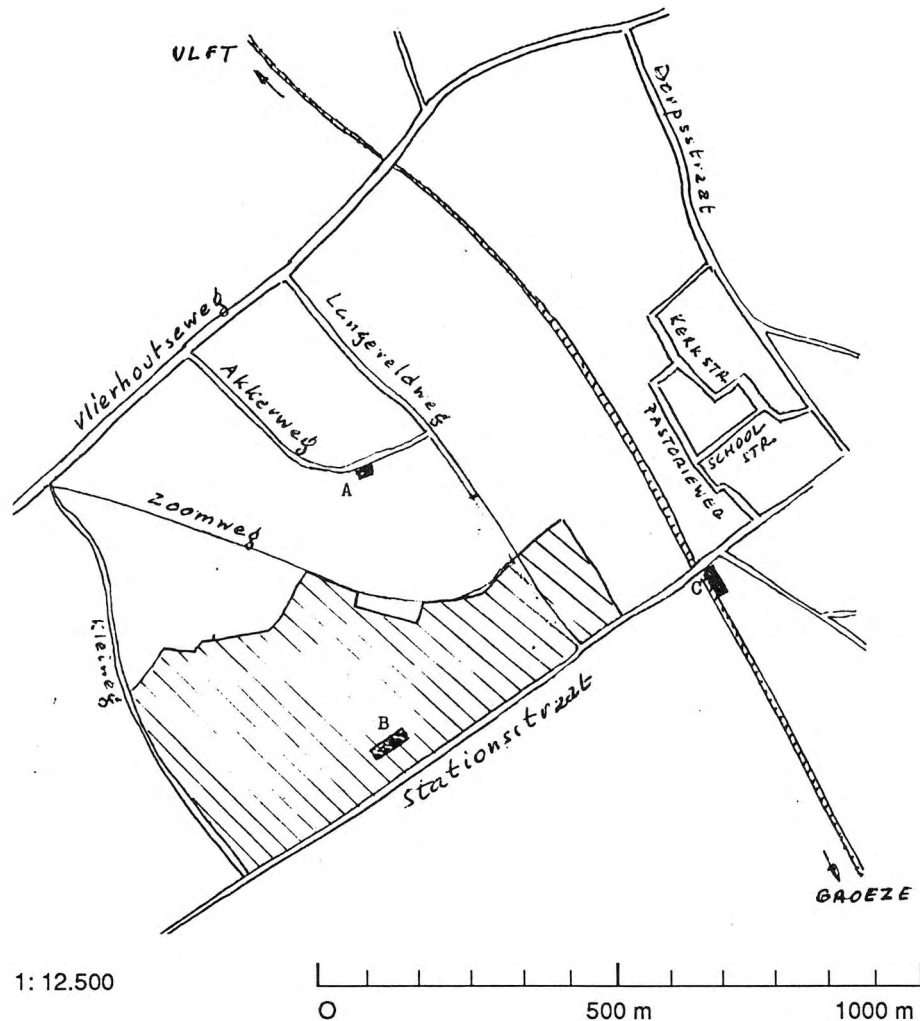 ULFT
Dorpsstraat
Vlierhoutseweg
Langeveldweg
Akkerweg
KERKSTR.
PASTORIEWEG
SCHOOL
STR.
A
Zoomweg
C
Kleiweg
B
Stationsstraat
GROEZE
1: 12.500
O
500 m
1000 m